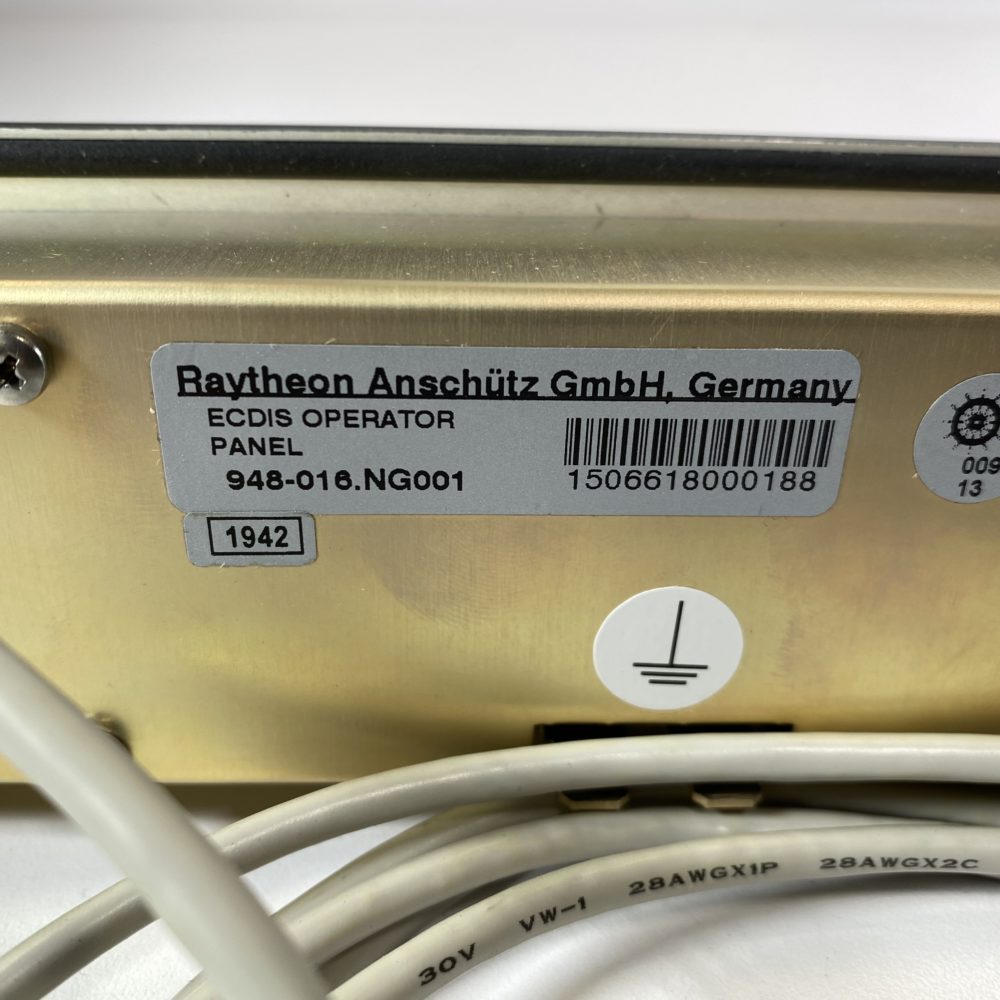 Raytheon Anschütz GmbH, Germany
ECDIS OPERATOR
PANEL
948-016.NG001
1506618000188
1942
009
13
30V VW-1 28AWGX1P 28AWGX2C